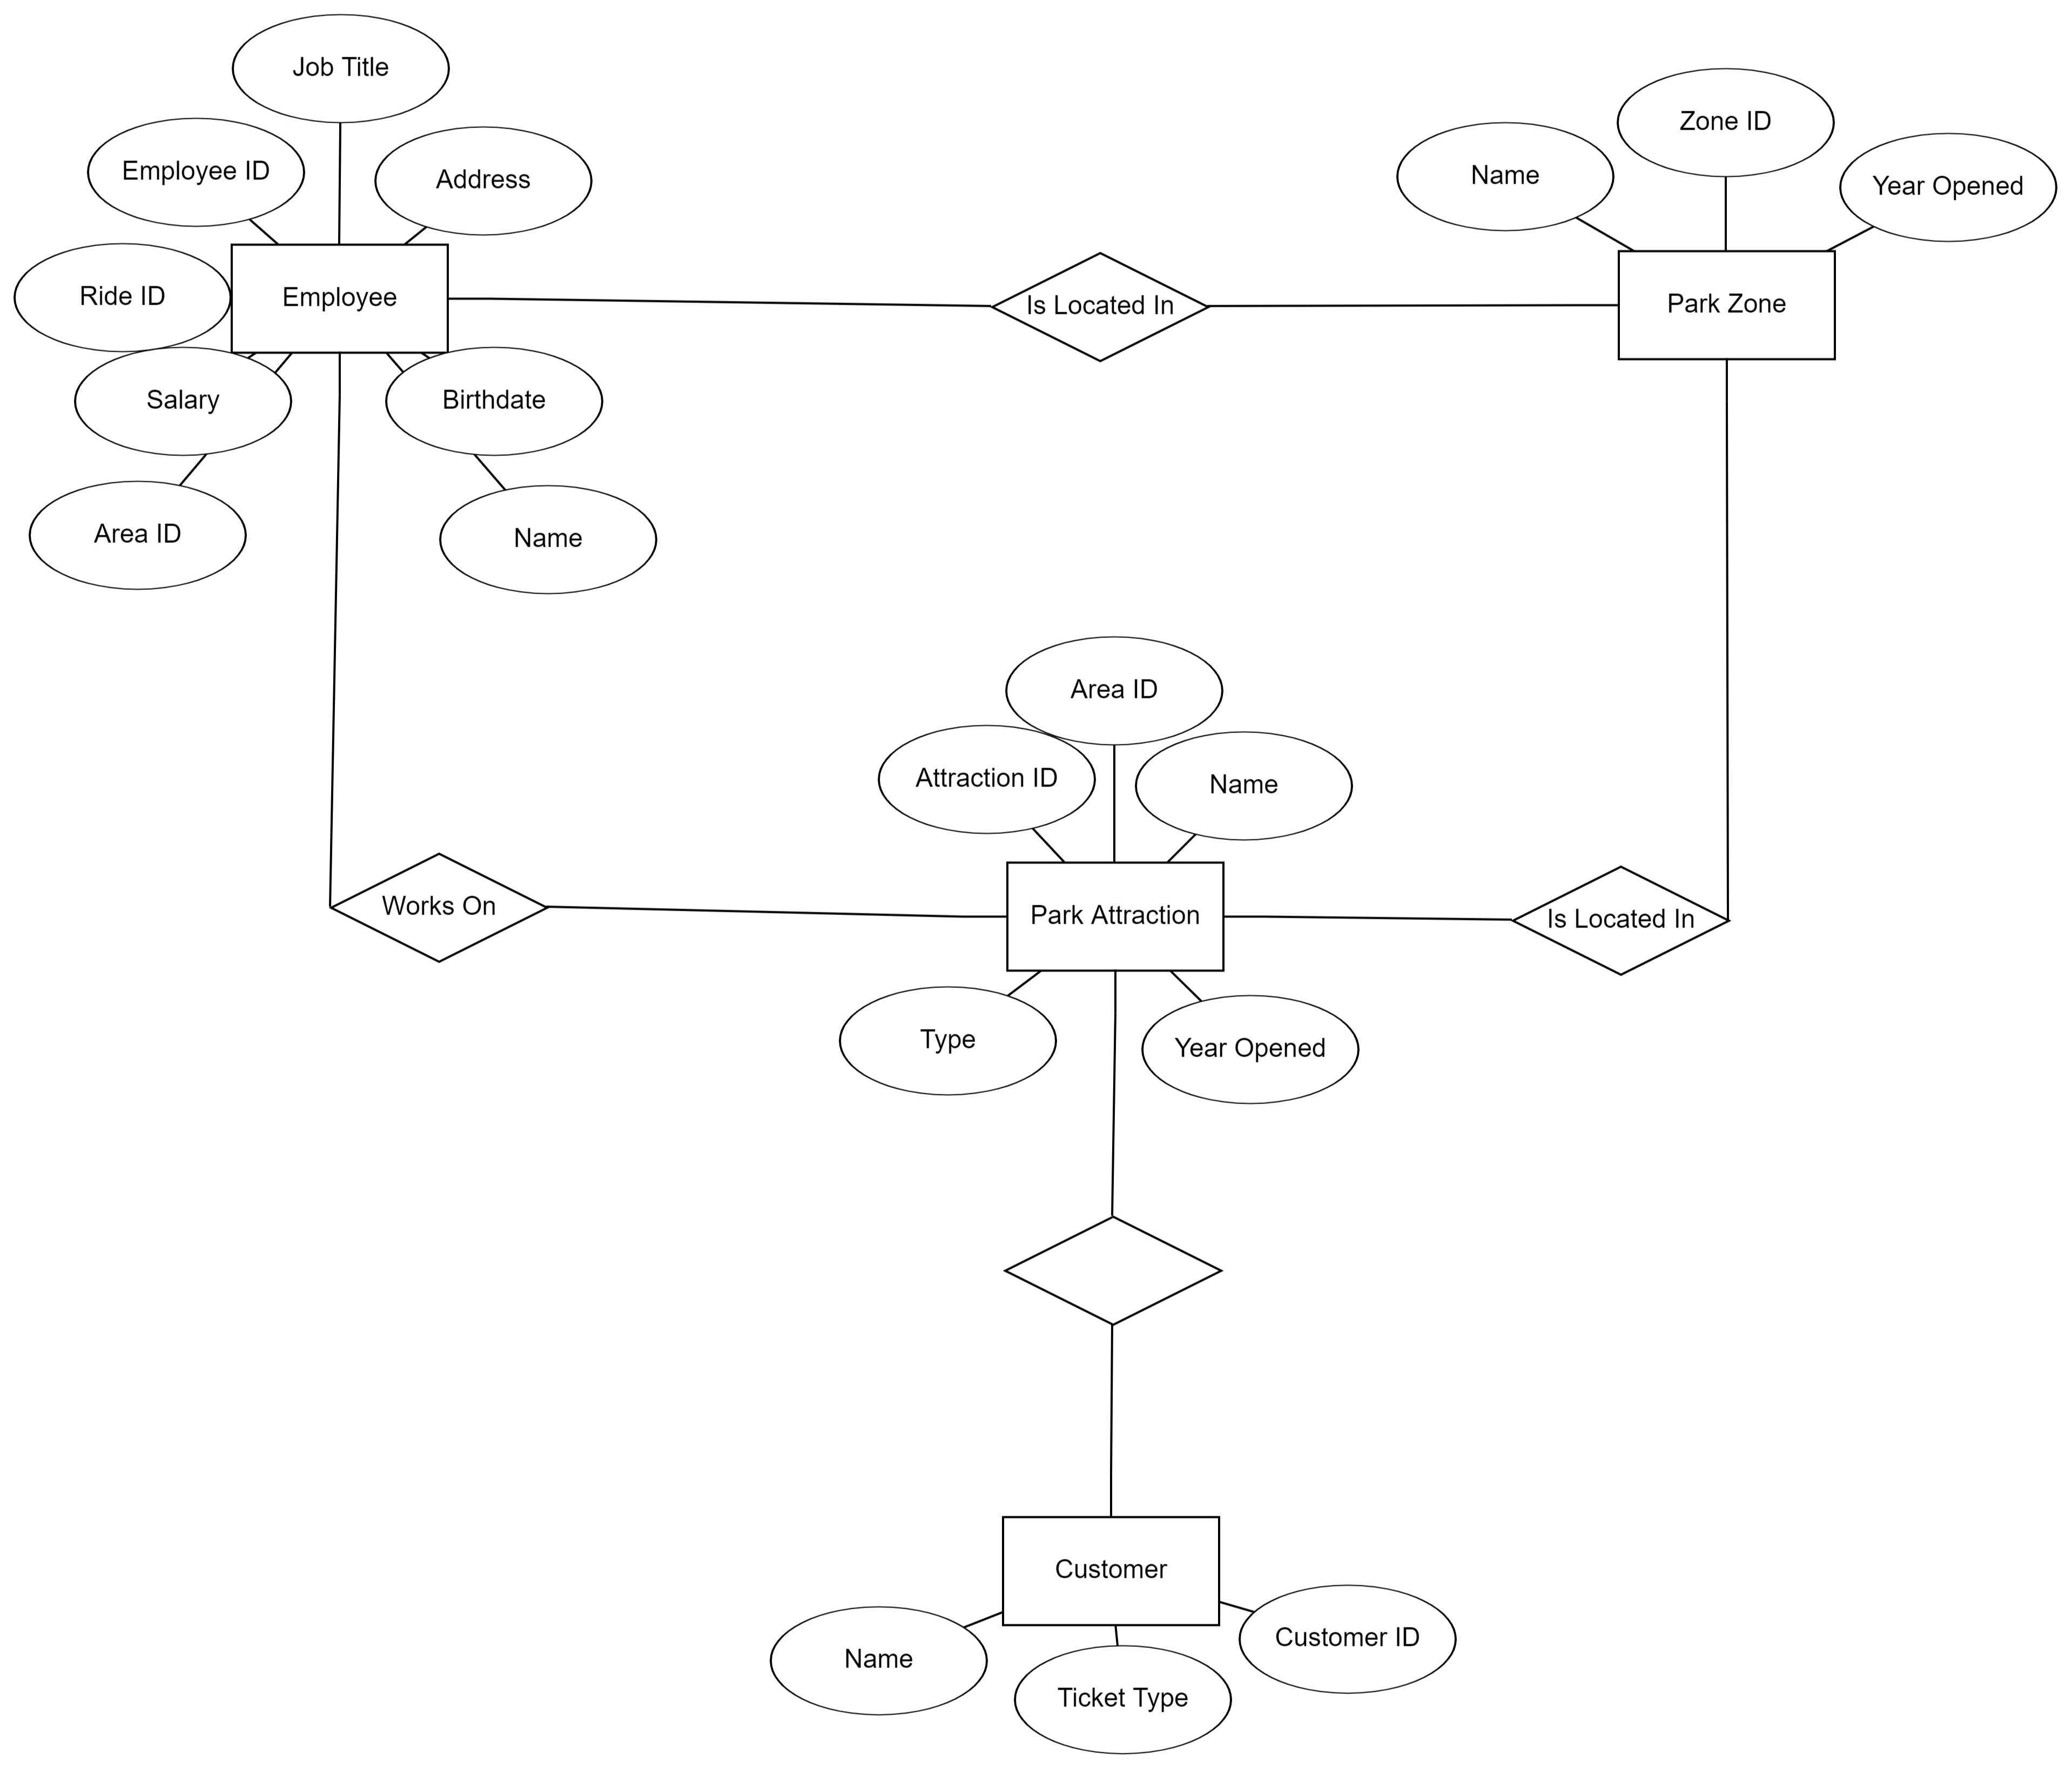 Job Title
Employee ID
Address
Ride ID
Employee
Salary
Birthdate
Area ID
Name
Is Located In
Name
Zone ID
Year Opened
Park Zone
Area ID
Attraction ID
Name
Works On
Park Attraction
Is Located In
Type
Year Opened
Customer
Name
Ticket Type
Customer ID